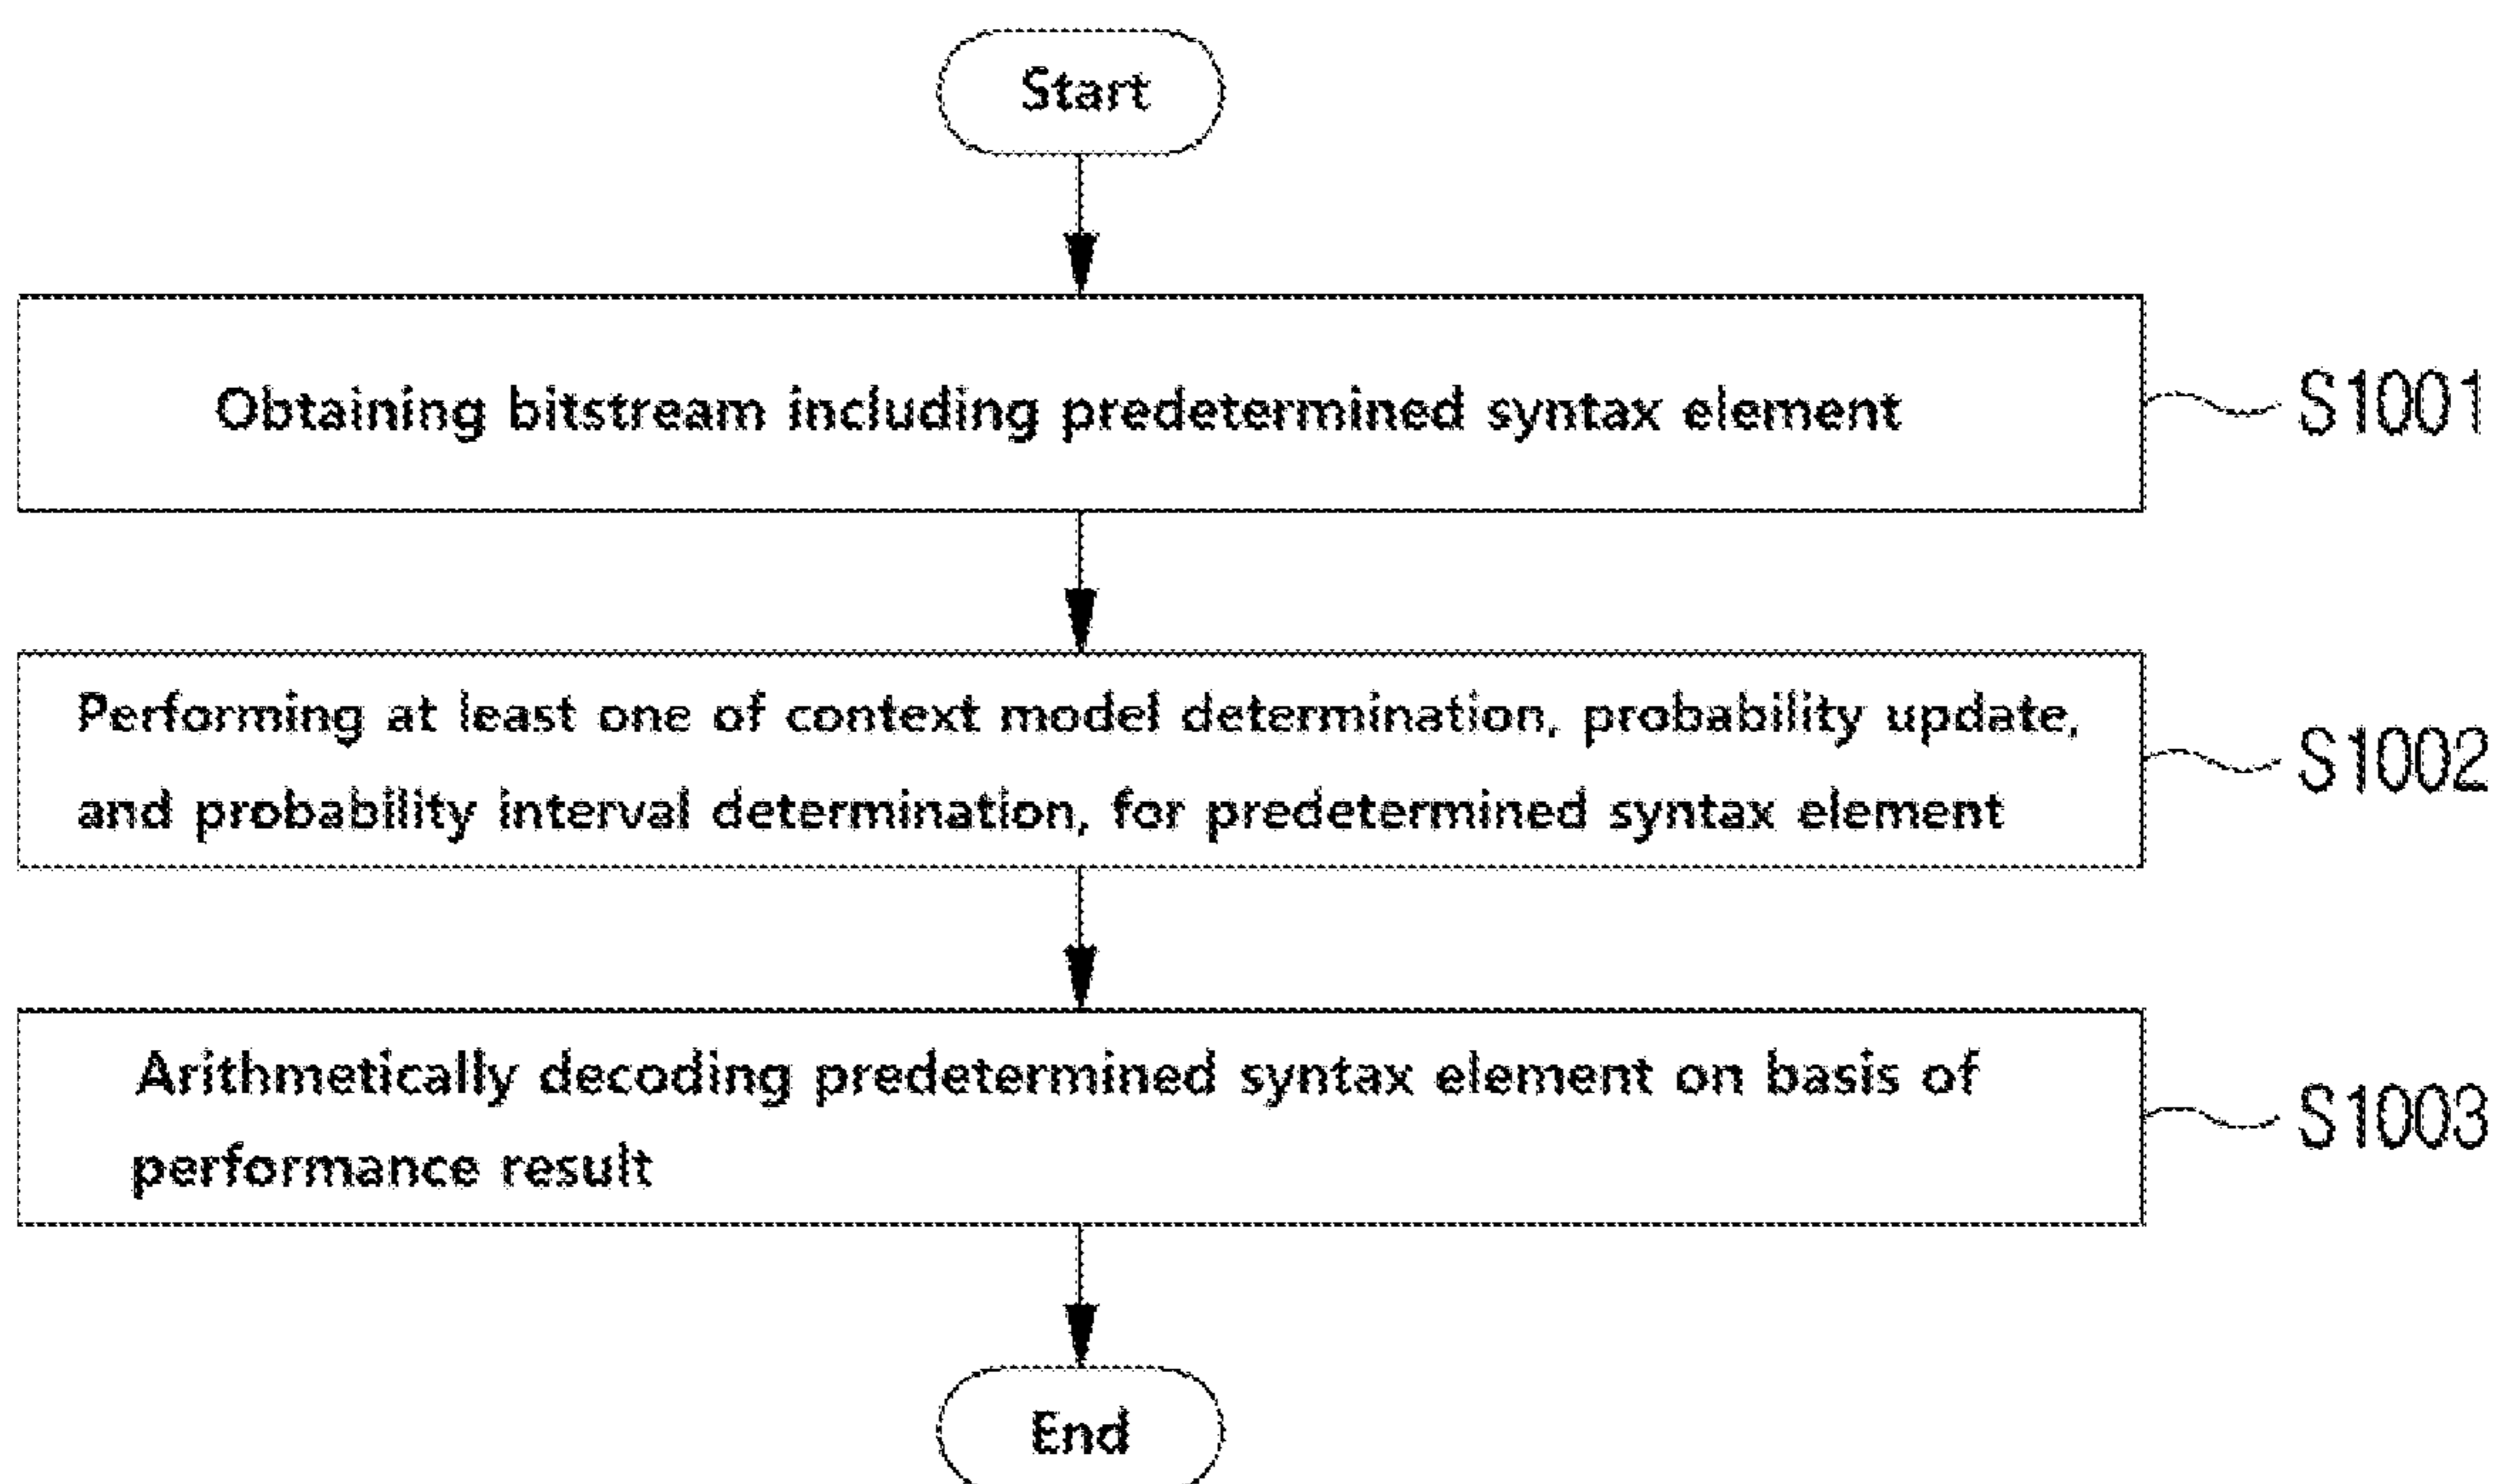 Start
Obtaining bitstream including predetermined syntax element
S1001
Performing at least one of context model determination, probability update,
and probability interval determination, for predetermined syntax element
S1002
Arithmetically decoding predetermined syntax element on basis of
performance result
S1003
End